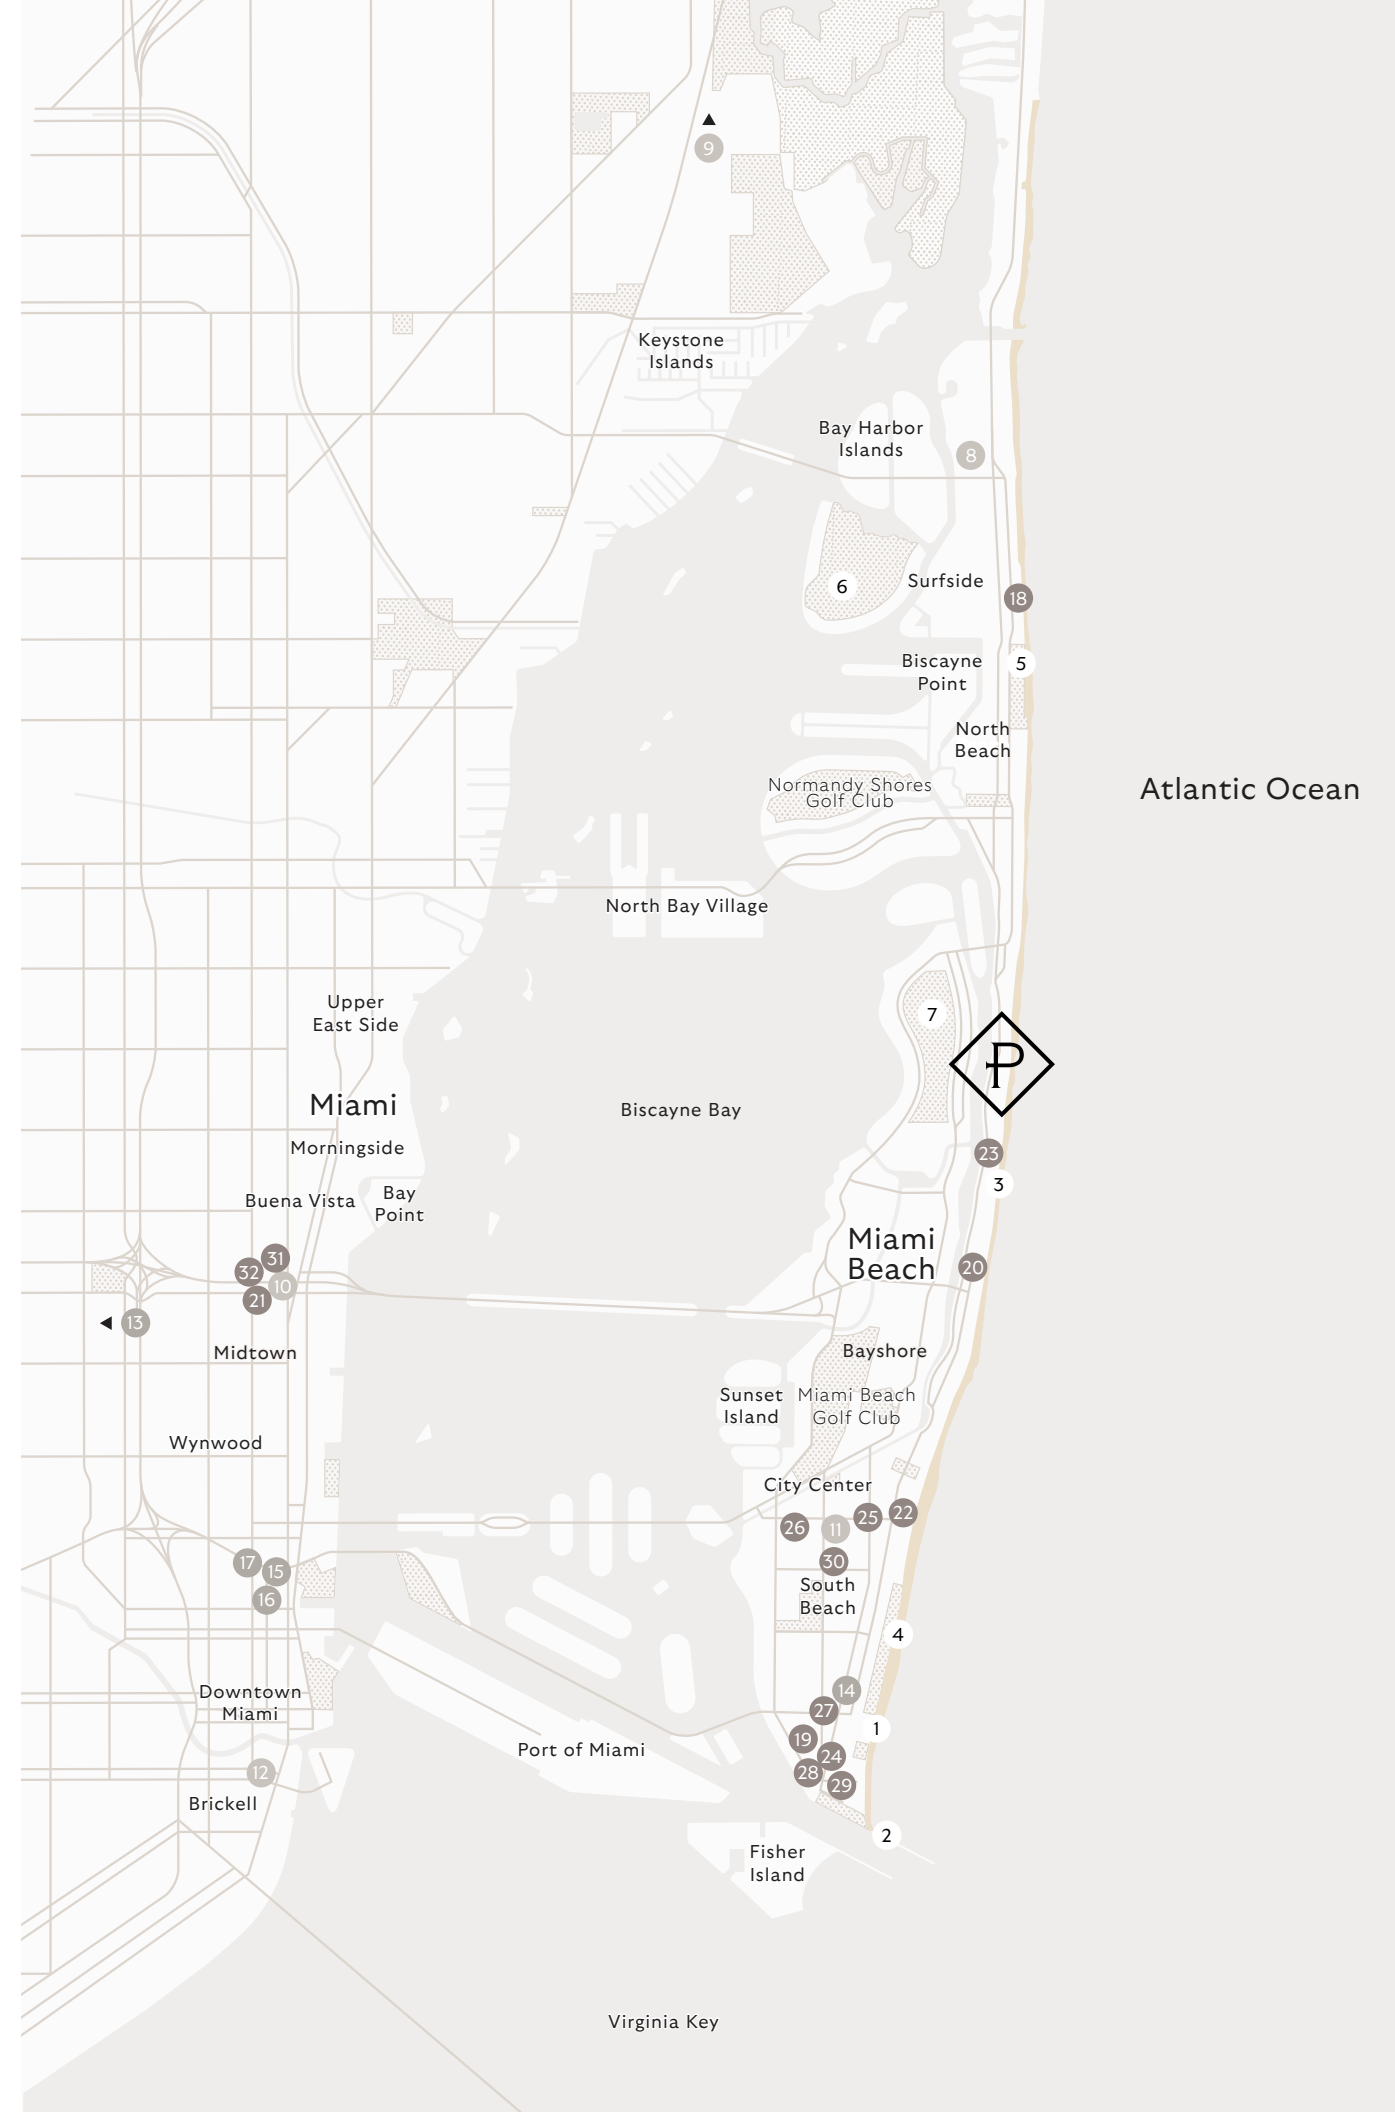 9
Keystone
Islands
Bay Harbor
Islands
8
6
Surfside
18
Biscayne
Point
5
North
Beach
Normandy Shores
Golf Club
Atlantic Ocean
North Bay Village
Upper
East Side
7
P
Miami
Biscayne Bay
Morningside
23
3
Buena Vista
Bay
Point
Miami
Beach
31
32
10
21
20
13
Midtown
Bayshore
Sunset
Island
Miami Beach
Golf Club
Wynwood
City Center
26
11
25
22
30
17
15
16
South
Beach
4
Downtown
Miami
14
27
1
19
24
28
29
Port of Miami
12
Brickell
2
Fisher
Island
Virginia Key